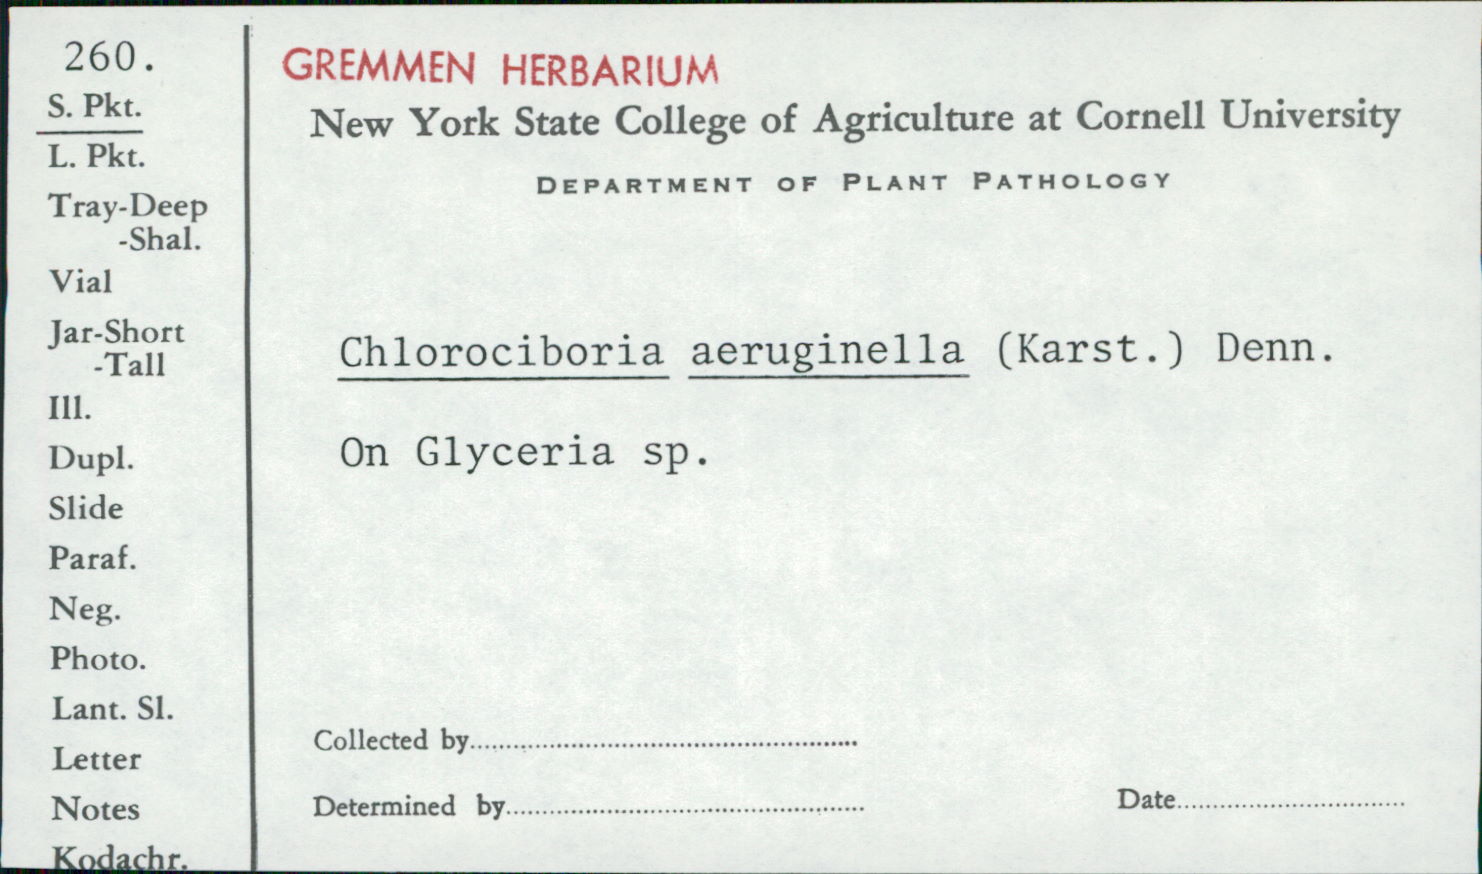 260.
S. Pkt.
L. Pkt.
Tray-Deep
-Shal.
Vial
Jar-Short
-Tall
Ill.
Dupl.
Slide
Paraf.
Neg.
Photo.
Lant. Sl.
Letter
Notes
Kodachr.
GREMMEN HERBARIUM
New York State College of Agriculture at Cornell University
DEPARTMENT OF PLANT PATHOLOGY
Chlorociboria aeruginella (Karst.) Denn.
On Glyceria sp.
Collected by
Determined by
Date